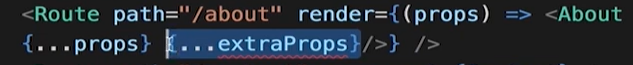 <Route path="/about" render={(props) => <About
{...props} {...extraProps}/>} />